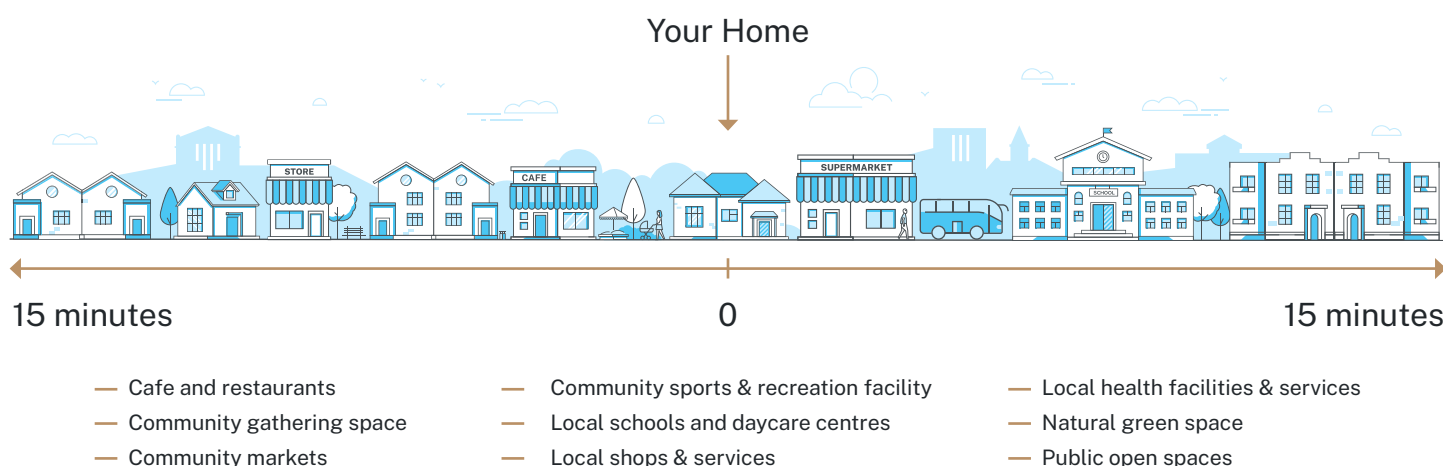 Your Home
STORE
CAFE
SUPERMARKET
SCHOOL
15 minutes
0
15 minutes
— Cafe and restaurants
— Community gathering space
— Community markets
— Community sports & recreation facility
— Local schools and daycare centres
— Local shops & services
— Local health facilities & services
— Natural green space
— Public open spaces